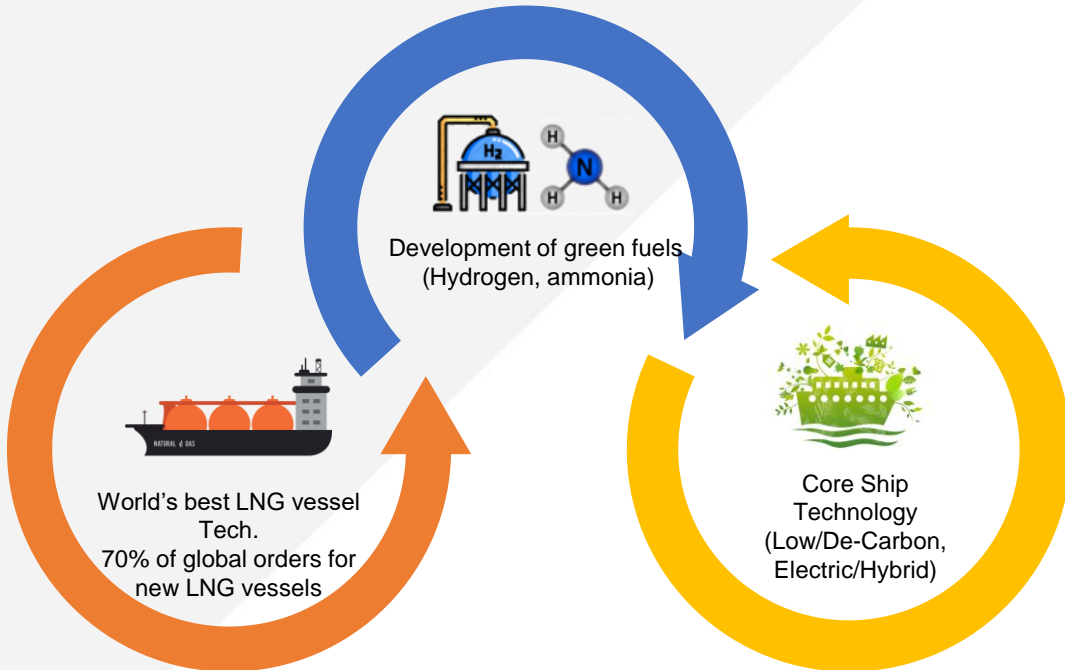 H₂
H
N
H
H
Development of green fuels
(Hydrogen, ammonia)
NATURAL GAS
World’s best LNG vessel
Tech.
70% of global orders for
new LNG vessels
Core Ship
Technology
(Low/De-Carbon,
Electric/Hybrid)